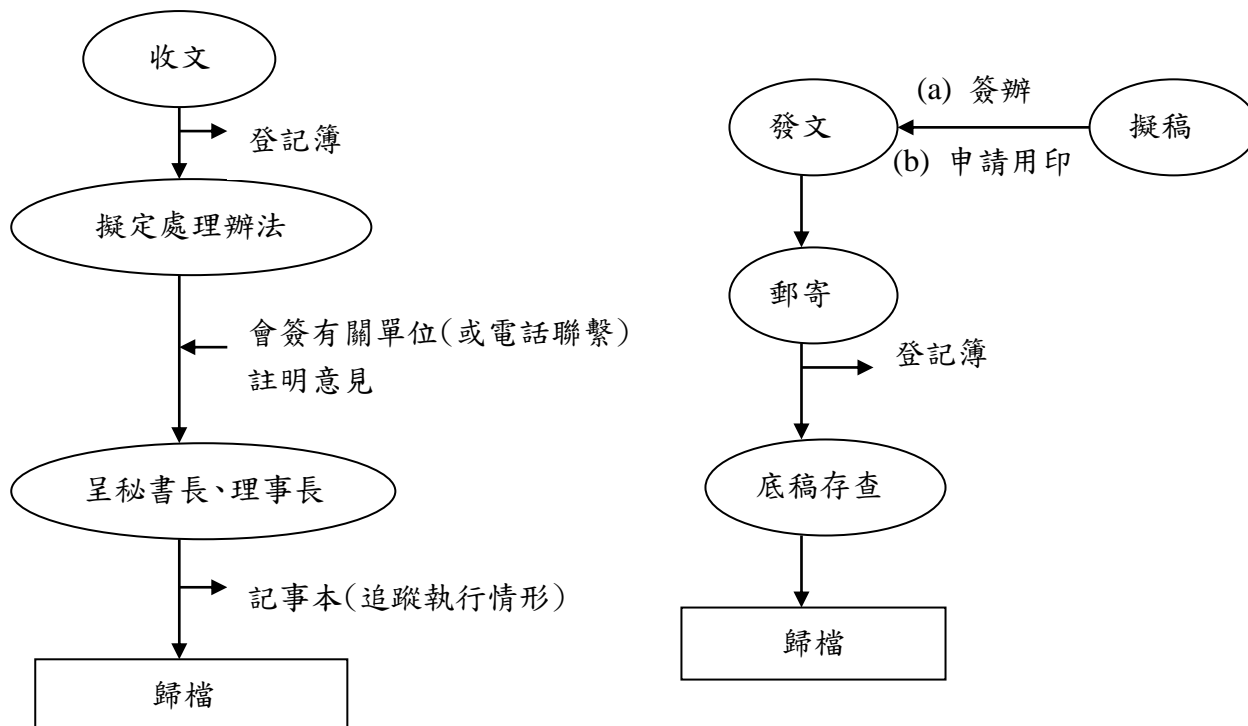 收文
登記簿
擬定處理辦法
會簽有關單位(或電話聯繫)
註明意見
呈秘書長、理事長
記事本(追蹤執行情形)
歸檔
(a) 簽辦
發文
擬稿
(b) 申請用印
郵寄
登記簿
底稿存查
歸檔